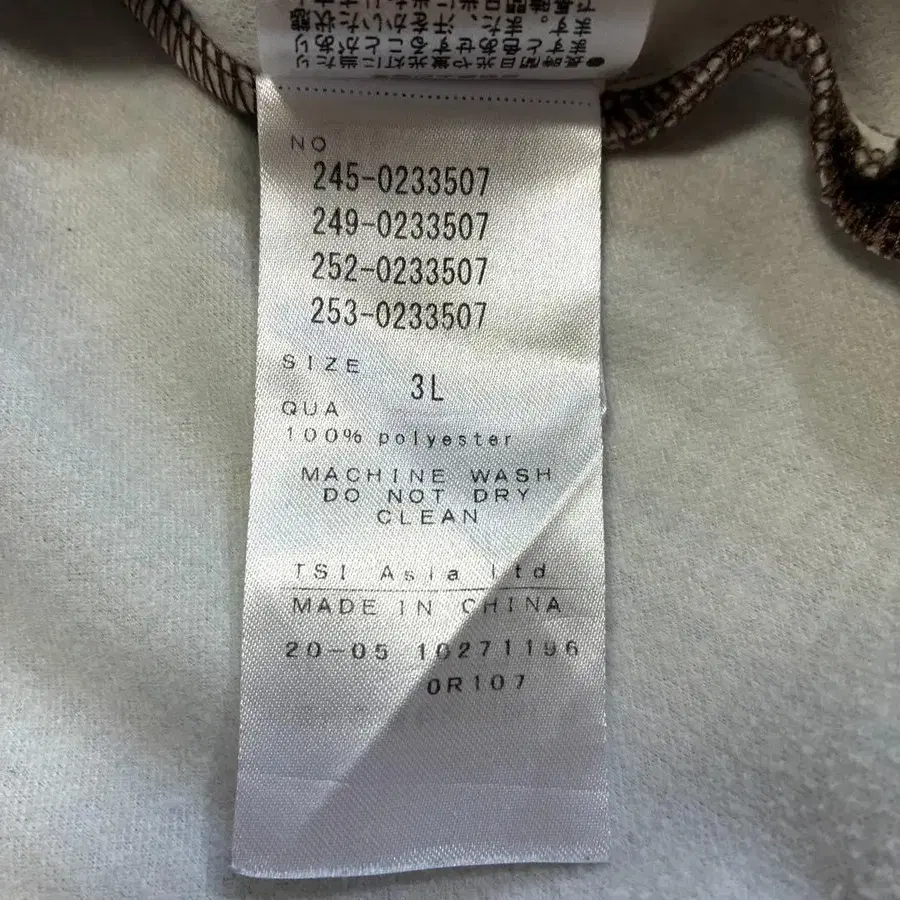 NO
245-0233507
249-0233507
252-0233507
253-0233507
SIZE
3L
QUA
100% polyester
MACHINE WASH
DO NOT DRY
CLEAN
TSI Asia ltd
MADE IN CHINA
20-05 10271196
0R107